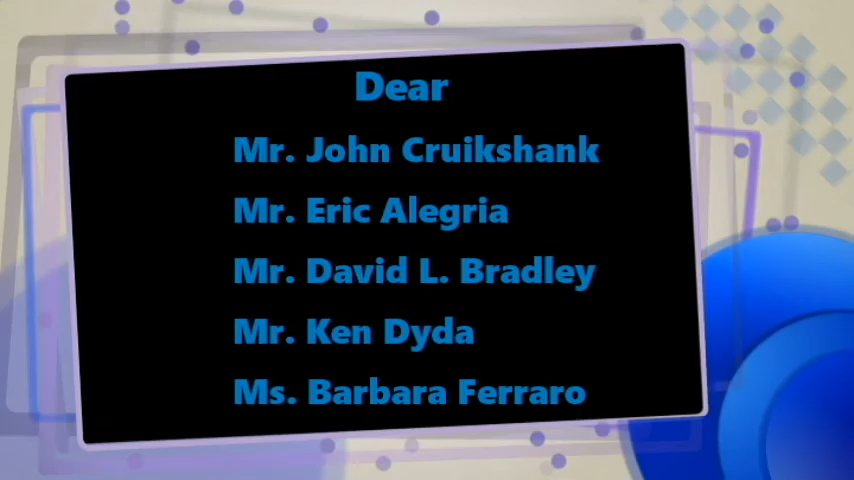 Dear
Mr. John Cruikshank
Mr. Eric Alegria
Mr. David L. Bradley
Mr. Ken Dyda
Ms. Barbara Ferraro